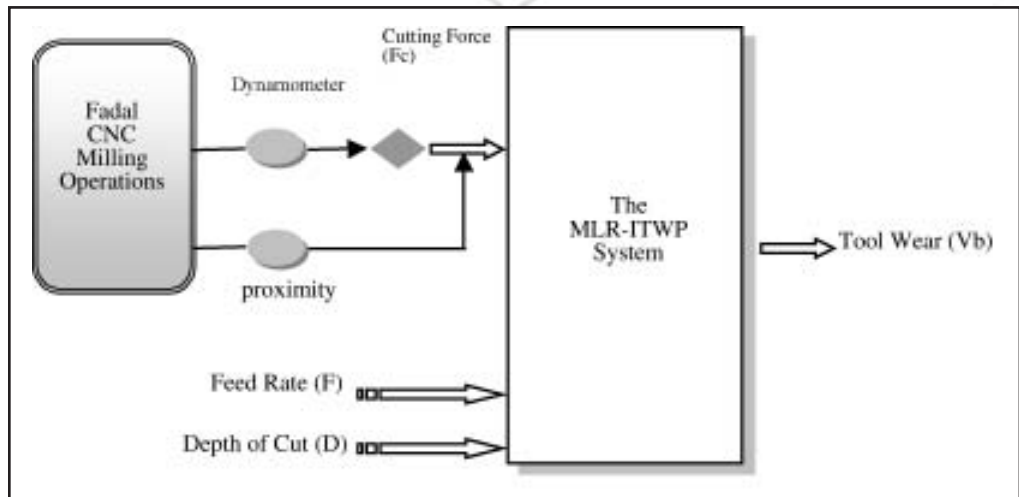 Cutting Force
(Fc)
Dynamometer
Fadal
CNC
Milling
Operations
The
MLR-ITWP
System
Tool Wear (Vb)
proximity
Feed Rate (F)
Depth of Cut (D)